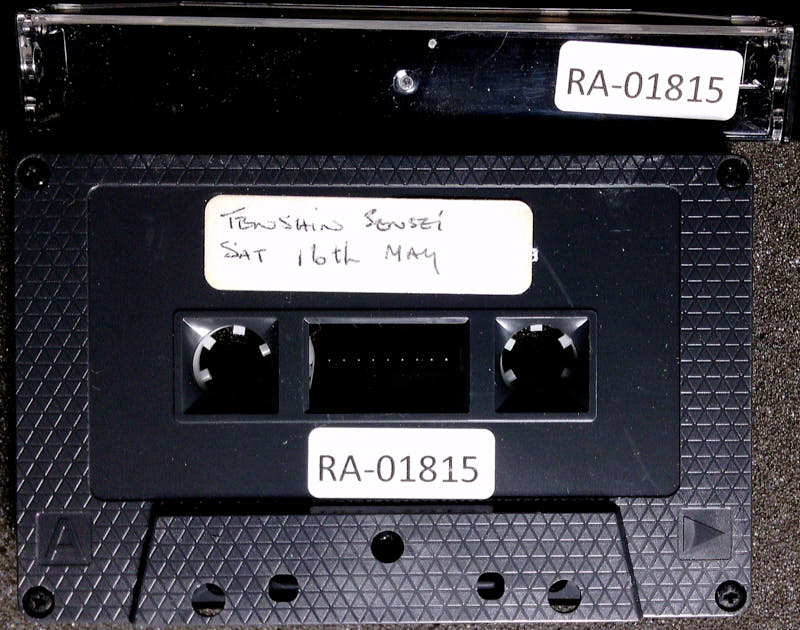 RA-01815
TENSHIN SENSEI
SAT 16th MAY
RA-01815
A